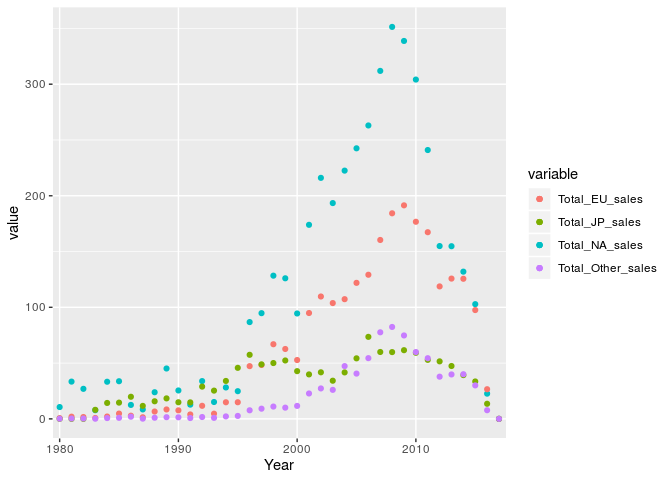 300
200
100
0
value
1980
1990
2000
2010
Year
variable
Total_EU_sales
Total_JP_sales
Total_NA_sales
Total_Other_sales